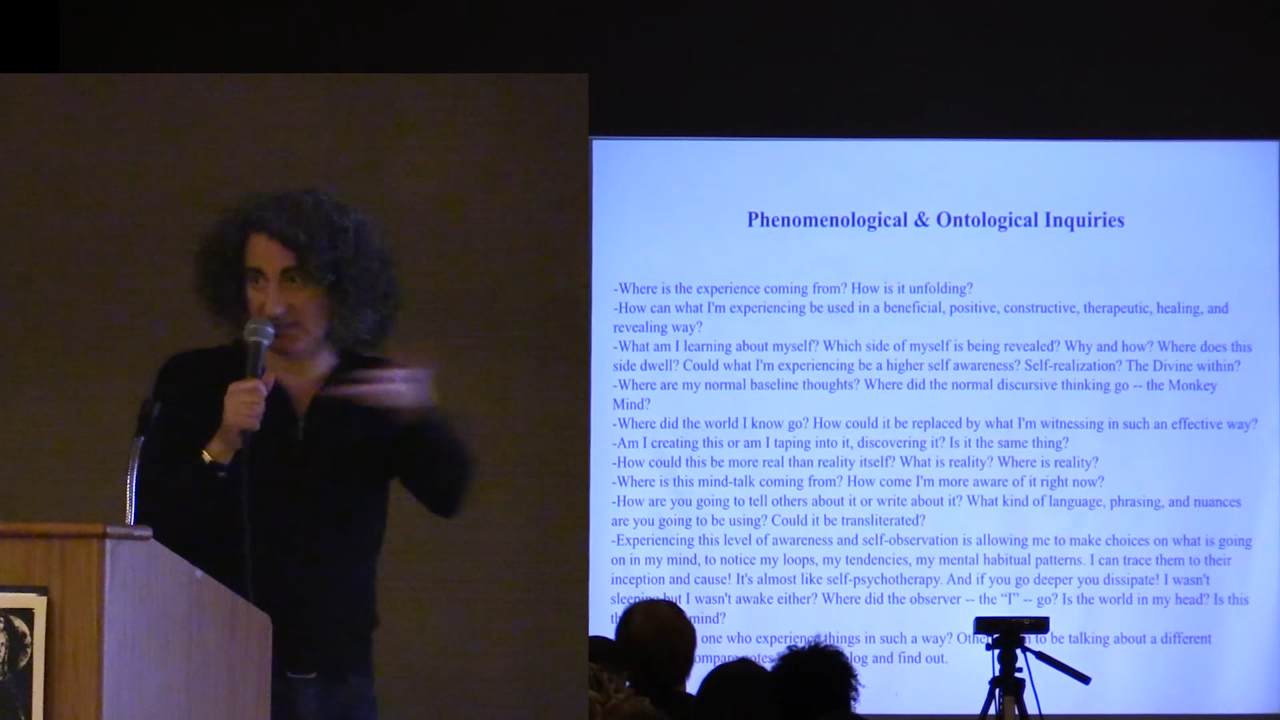 Phenomenological & Ontological Inquiries
-Where is the experience coming from? How is it unfolding?
-How can what I'm experiencing be used in a beneficial, positive, constructive, therapeutic, healing, and
revealing way?
-What am I learning about myself? Which side of myself is being revealed? Why and how? Where does this
side dwell? Could what I'm experiencing be a higher self awareness? Self-realization? The Divine within?
-Where are my normal baseline thoughts? Where did the normal discursive thinking go -- the Monkey
Mind?
-Where did the world I know go? How could it be replaced by what I'm witnessing in such an effective way?
-Am I creating this or am I taping into it, discovering it? Is it the same thing?
-How could this be more real than reality itself? What is reality? Where is reality?
-Where is this mind-talk coming from? How come I'm more aware of it right now?
-How are you going to tell others about it or write about it? What kind of language, phrasing, and nuances
are you going to be using? Could it be transliterated?
-Experiencing this level of awareness and self-observation is allowing me to make choices on what is going
on in my mind, to notice my loops, my tendencies, my mental habitual patterns. I can trace them to their
inception and cause! It's almost like self-psychotherapy. And if you go deeper you dissipate! I wasn't
sleeping but I wasn't awake either? Where did the observer -- the “I” -- go? Is the world in my head? Is this
mind?
one who experience things in such a way? to be talking about a different
and find out.